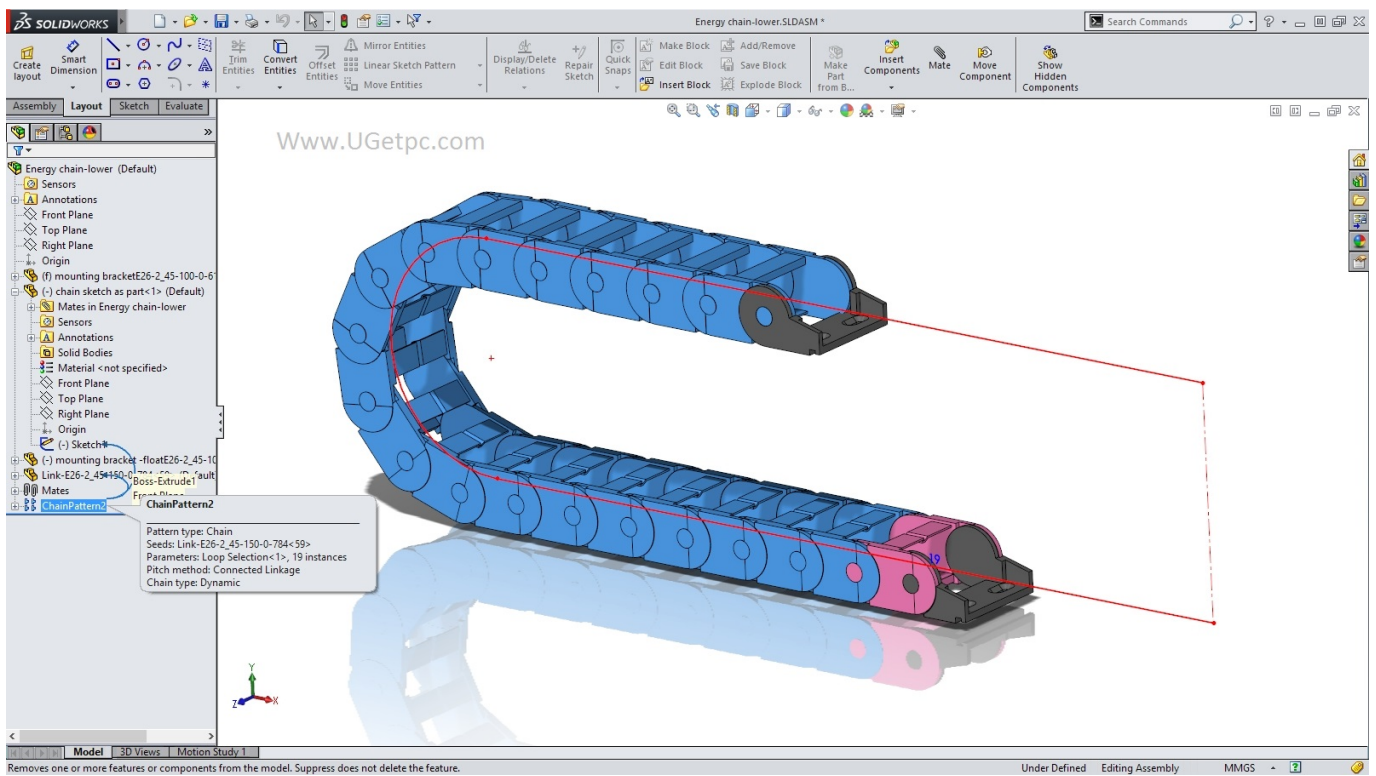 SOLIDWORKS
Energy chain-lower.SLDASM *
Search Commands
Create layout
Smart Dimension
Trim Entities
Convert Entities
Offset Entities
Mirror Entities
Linear Sketch Pattern
Move Entities
Display/Delete Relations
Repair Sketch
Quick Snaps
Make Block
Edit Block
Insert Block
Add/Remove
Save Block
Explode Block
Make Part from B...
Insert Components
Mate
Move Component
Show Hidden Components
Assembly Layout Sketch Evaluate
Www.UGetpc.com
Energy chain-lower (Default)
Sensors
Annotations
Front Plane
Top Plane
Right Plane
Origin
(f) mounting bracketE26-2_45-100-0-6
(-) chain sketch as part<1> (Default)
Mates in Energy chain-lower
Sensors
Annotations
Solid Bodies
Material <not specified>
Front Plane
Top Plane
Right Plane
Origin
(-) Sketch
(-) mounting bracket -floatE26-2_45-10
Link-E26-2_45-150-0-784<59> (Default
Mates
ChainPattern2
Boss-Extrude1
Front Plane
ChainPattern2
Pattern type: Chain
Seeds: Link-E26-2_45-150-0-784<59>
Parameters: Loop Selection<1>, 19 instances
Pitch method: Connected Linkage
Chain type: Dynamic
19
Y
Z X
Model 3D Views Motion Study 1
Removes one or more features or components from the model. Suppress does not delete the feature.
Under Defined Editing Assembly MMGS